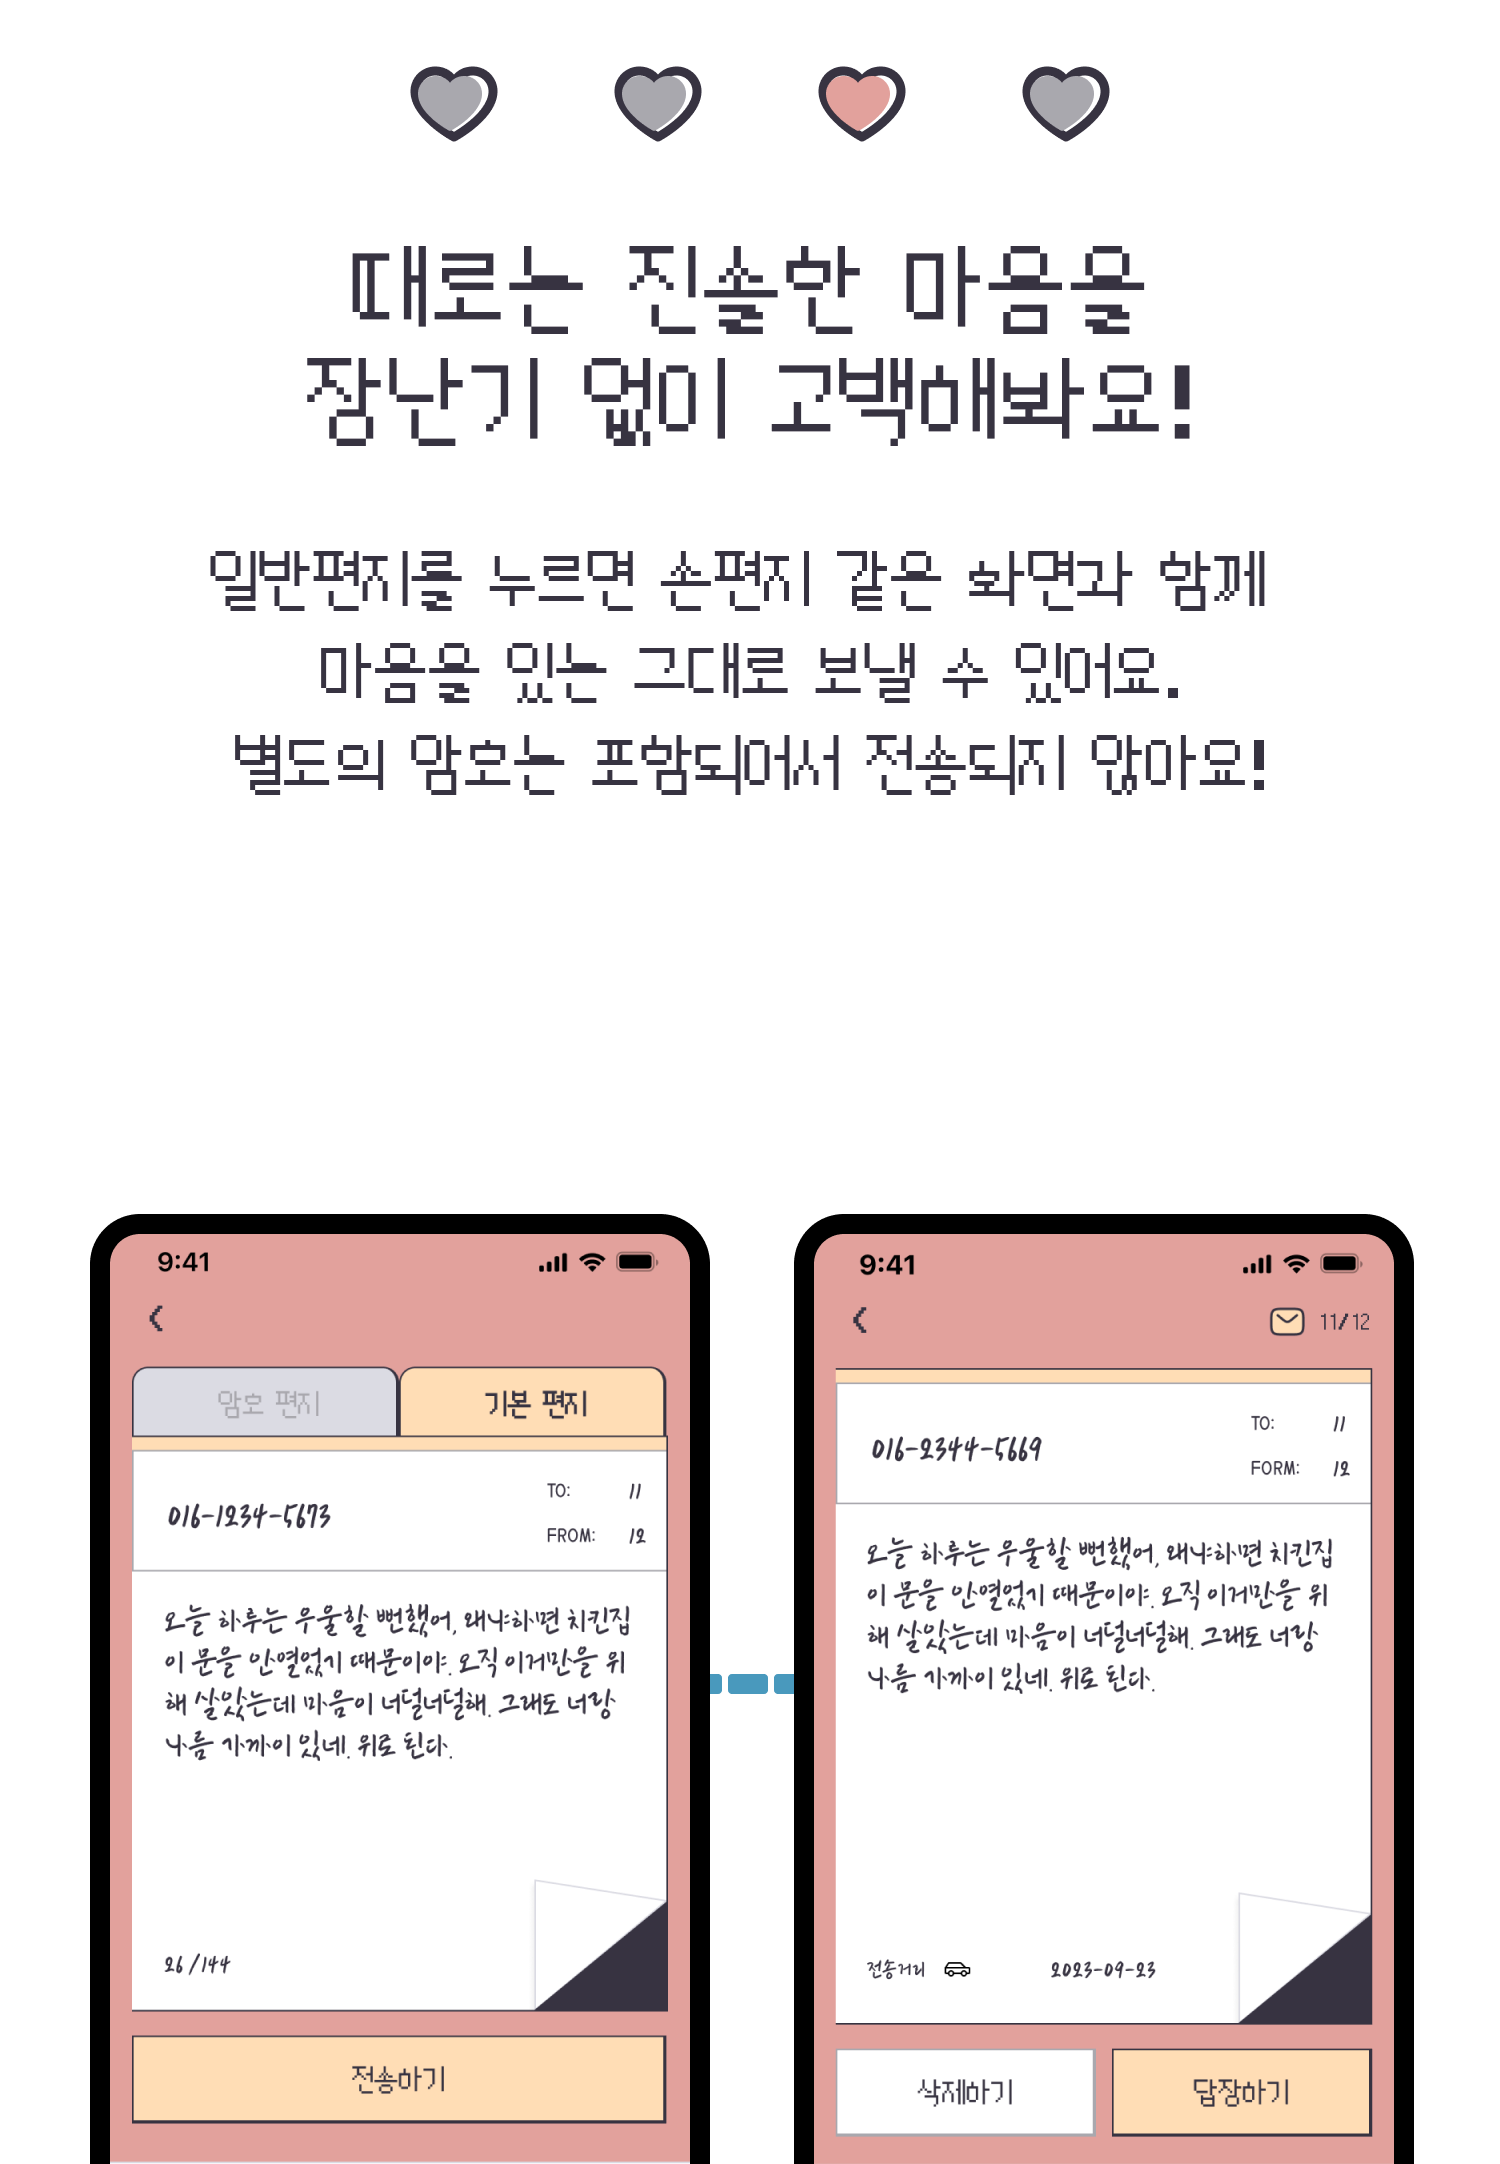 때로는 진솔한 마음을
장난기 없이 고백해봐요!
일반편지를 누르면 손편지 같은 화면과 함께
마음을 있는 그대로 보낼 수 있어요.
별도의 암호는 포함되어서 전송되지 않아요!
9:41
암호 편지
기본 편지
016-1234-5673
TO: 11
FROM: 12
오늘 하루는 우울할 뻔했어, 왜냐하면 치킨집
이 문을 안열었기 때문이야. 오직 이거만을 위
해 살았는데 마음이 너덜너덜해. 그래도 너랑
나름 가까이 있네. 위로 된다.
26 /144
전송하기
9:41
11/12
016-2344-5669
TO: 11
FORM: 12
오늘 하루는 우울할 뻔했어, 왜냐하면 치킨집
이 문을 안열었기 때문이야. 오직 이거만을 위
해 살았는데 마음이 너덜너덜해. 그래도 너랑
나름 가까이 있네. 위로 된다.
전송거리 2023-09-23
삭제하기
답장하기